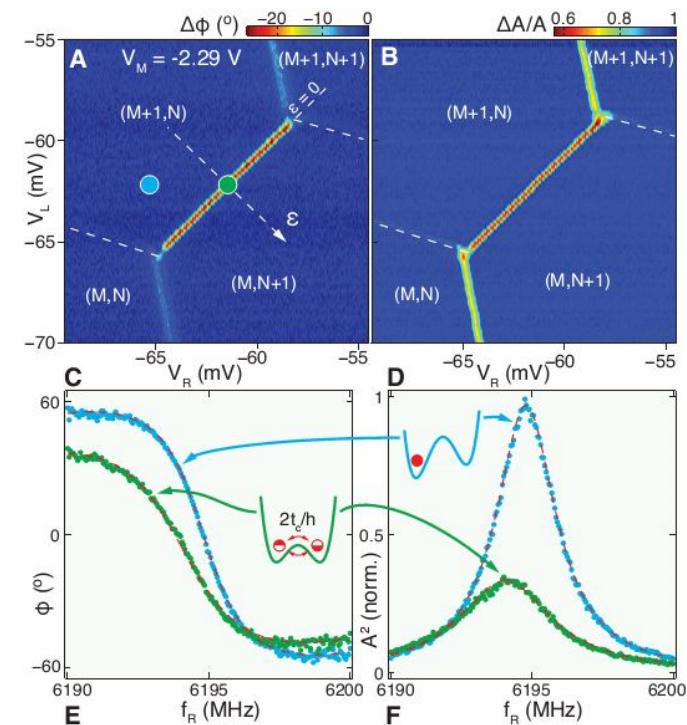 ΔΦ (º) −20 −10 0
ΔA/A 0.6 0.8 1
−55 A V_M = -2.29 V (M+1,N+1)
B (M+1,N+1)
ε = 0
(M+1,N)
(M+1,N)
−60
V_L (mV)
ε
−65
(M,N) (M,N+1)
(M,N) (M,N+1)
−70
−65 −60
−65 −60
V_R (mV)
V_R (mV)
C D
60
1
2t_c/h
0
0.5
Φ (º)
A² (norm.)
−60
0
6190 6195 6200
6190 6195 6200
E f_R (MHz)
F f_R (MHz)